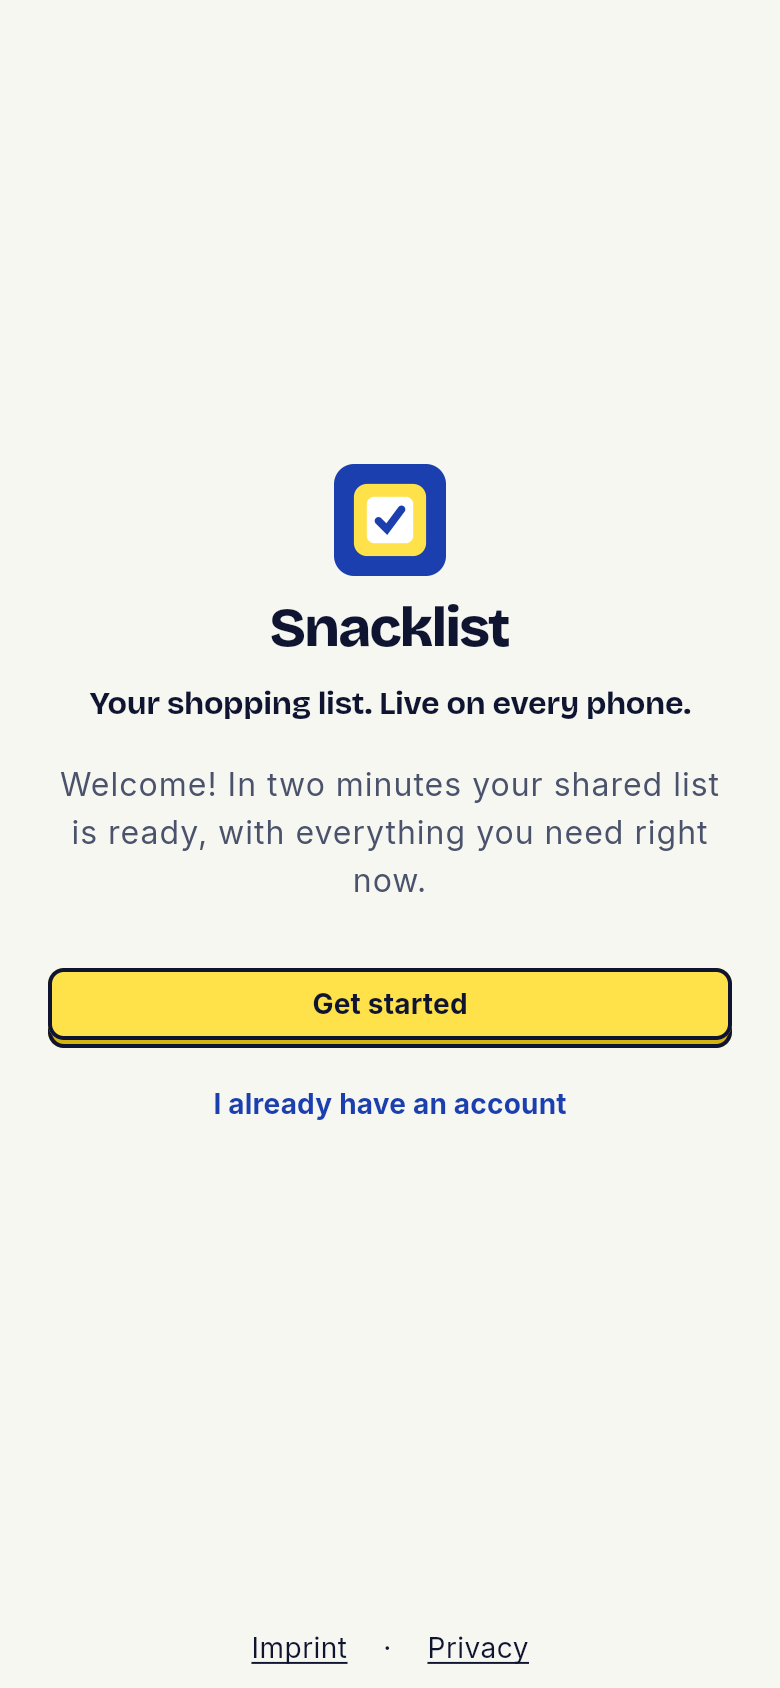 Snacklist
Your shopping list. Live on every phone.
Welcome! In two minutes your shared list
is ready, with everything you need right
now.
Get started
I already have an account
Imprint · Privacy